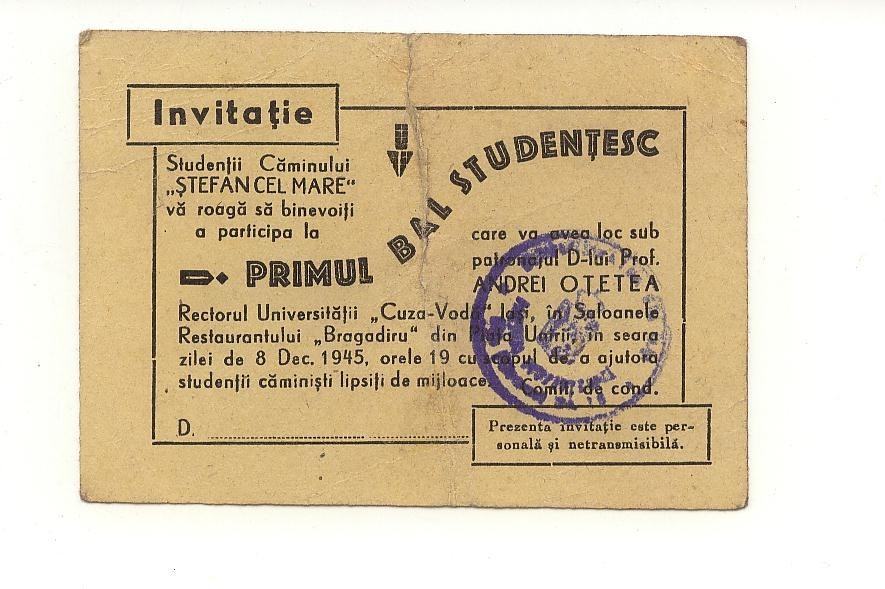 Invitație
Studenții Căminului
„ȘTEFAN CEL MARE“
vă roagă să binevoiți
a participa la
PRIMUL BAL STUDENȚESC
care va avea loc sub
patronajul D-lui Prof.
ANDREI OȚETEA
Rectorul Universității „Cuza-Vodă“ Iași, în Saloanele
Restaurantului „Bragadiru“ din Piața Unirii, în seara
zilei de 8 Dec. 1945, orele 19 cu scopul de a ajutora
studenții căminiști lipsiți de mijloace.
Comit. de cond.
D.
Prezenta invitație este per-
sonală și netransmisibilă.